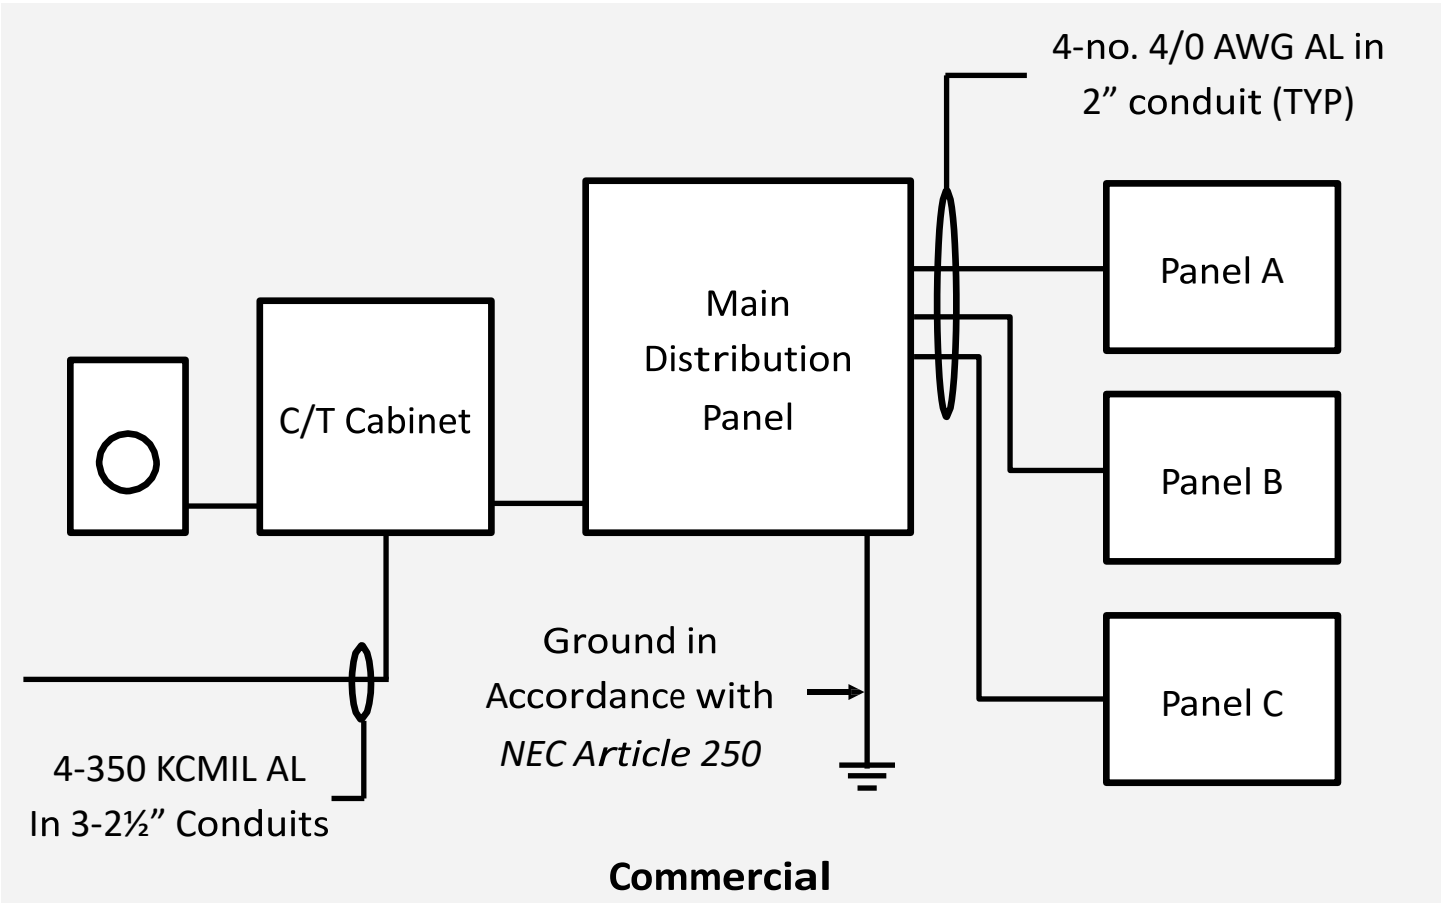 4-no. 4/0 AWG AL in
2” conduit (TYP)
Panel A
Main
Distribution
Panel
C/T Cabinet
Panel B
Ground in
Accordance with
NEC Article 250
Panel C
4-350 KCMIL AL
In 3-2½” Conduits
Commercial